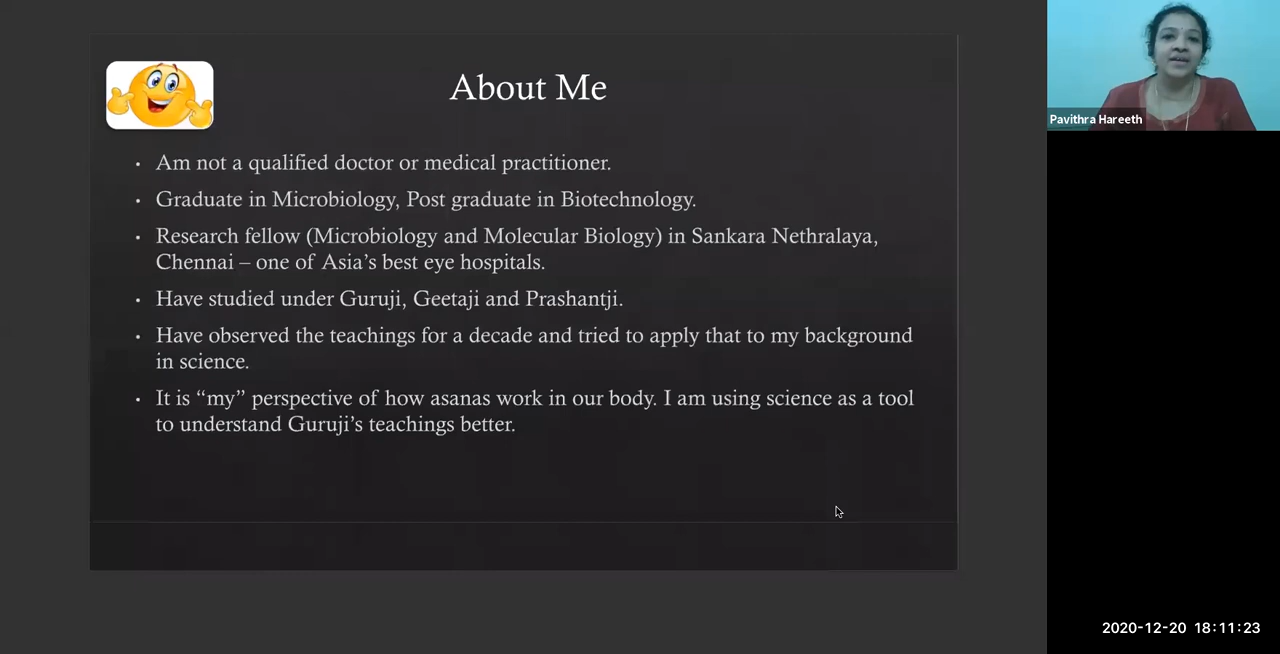 About Me
• Am not a qualified doctor or medical practitioner.
• Graduate in Microbiology, Post graduate in Biotechnology.
• Research fellow (Microbiology and Molecular Biology) in Sankara Nethralaya,
Chennai – one of Asia’s best eye hospitals.
• Have studied under Guruji, Geetaji and Prashantji.
• Have observed the teachings for a decade and tried to apply that to my background
in science.
• It is “my” perspective of how asanas work in our body. I am using science as a tool
to understand Guruji’s teachings better.
Pavithra Hareeth
2020-12-20 18:11:23